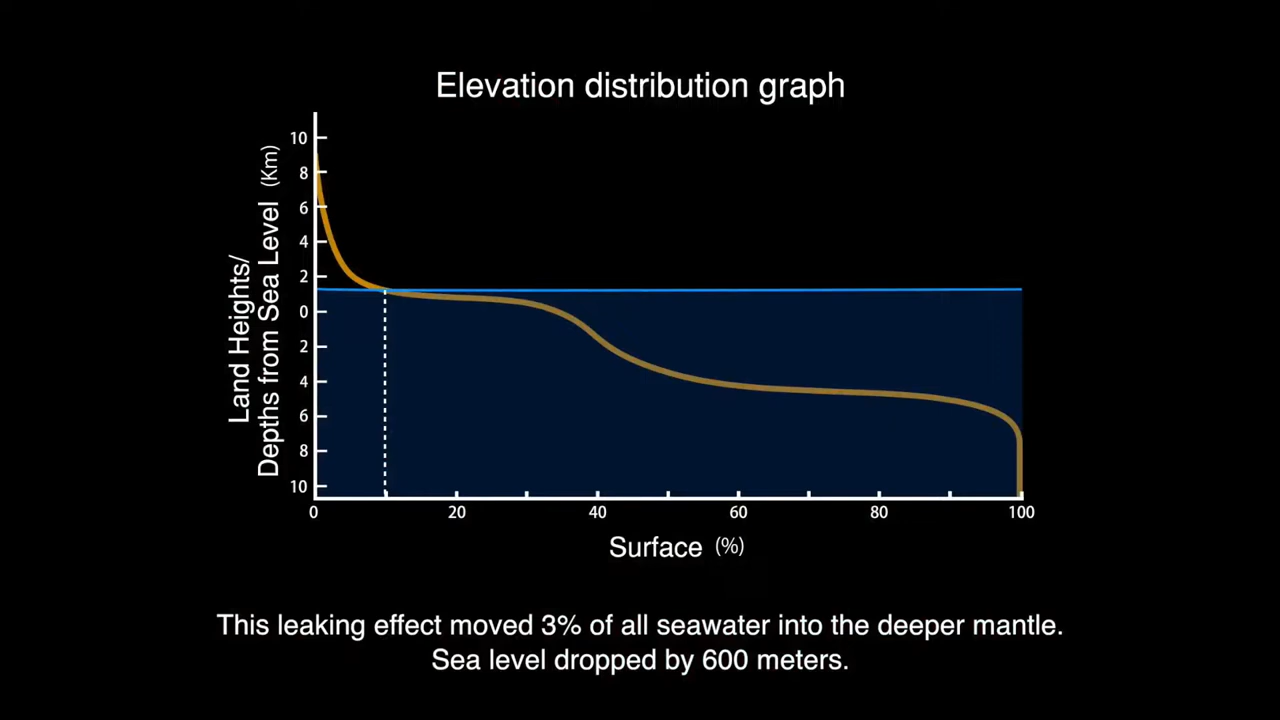 Elevation distribution graph
Land Heights/
Depths from Sea Level (Km)
10
8
6
4
2
0
2
4
6
8
10
0 20 40 60 80 100
Surface (%)
This leaking effect moved 3% of all seawater into the deeper mantle.
Sea level dropped by 600 meters.